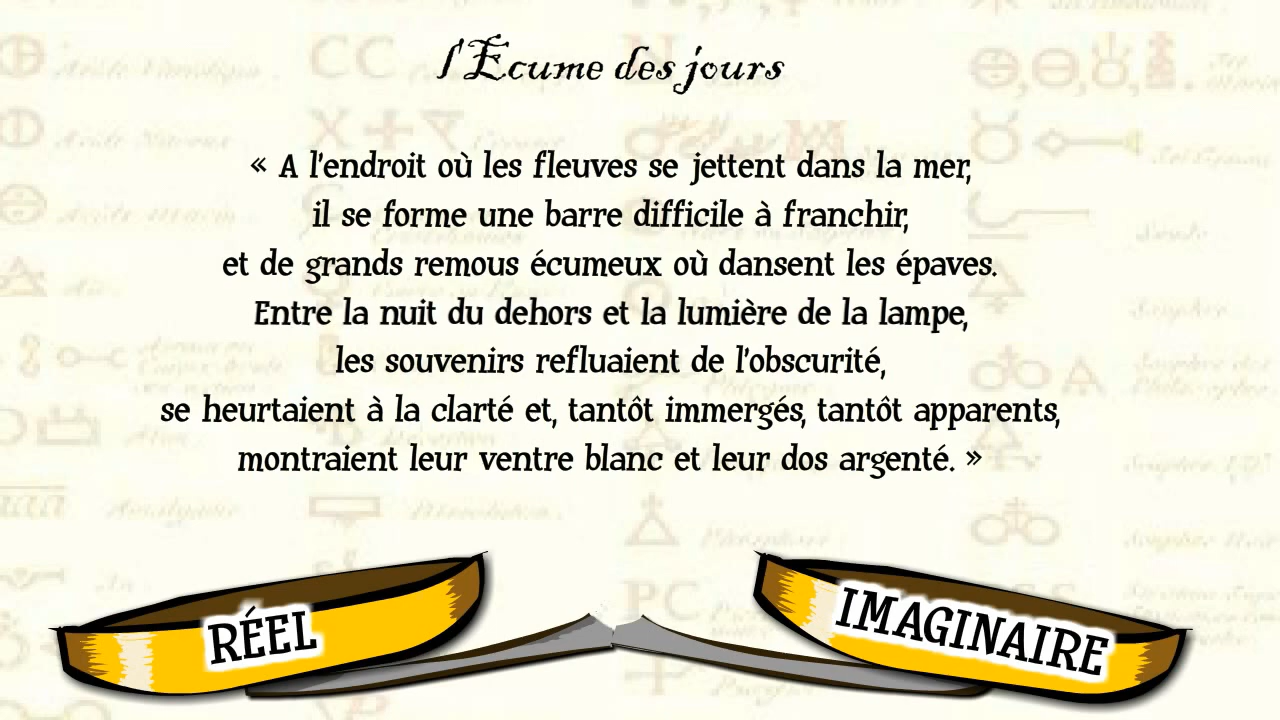 l'Ecume des jours
« A l'endroit où les fleuves se jettent dans la mer,
il se forme une barre difficile à franchir,
et de grands remous écumeux où dansent les épaves.
Entre la nuit du dehors et la lumière de la lampe,
les souvenirs refluaient de l'obscurité,
se heurtaient à la clarté et, tantôt immergés, tantôt apparents,
montraient leur ventre blanc et leur dos argenté. »
RÉEL
IMAGINAIRE